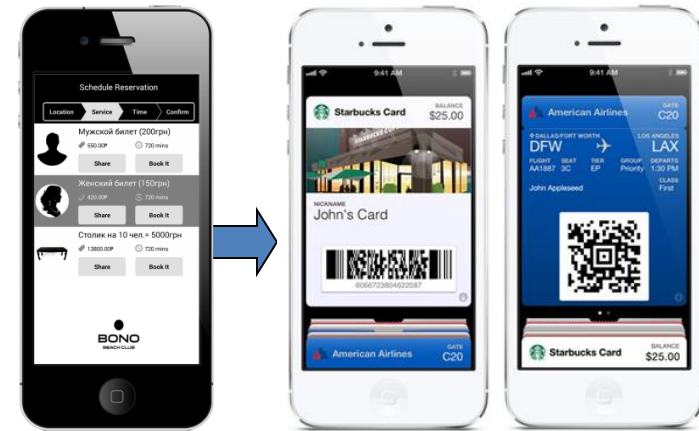 Schedule Reservation
Location Service Time Confirm
Мужской билет (200грн)
550.00₽ 720 mins
Share Book It
Женский билет (150грн)
420.00₽ 720 mins
Share Book It
Столик на 10 чел.= 5000грн
13800.00₽ 720 mins
Share Book It
BONO
BEACH CLUB
9:41 AM
Starbucks Card
BALANCE
$25.00
NICKNAME
John's Card
6066723804622087
American Airlines
GATE
C20
9:41 AM
American Airlines
GATE
C20
DALLAS/FORT WORTH LOS ANGELES
DFW LAX
FLIGHT SEAT TIER GROUP DEPARTS
AA1887 3C EP Priority 1:30 PM
CLASS
John Appleseed First
Starbucks Card
BALANCE
$25.00